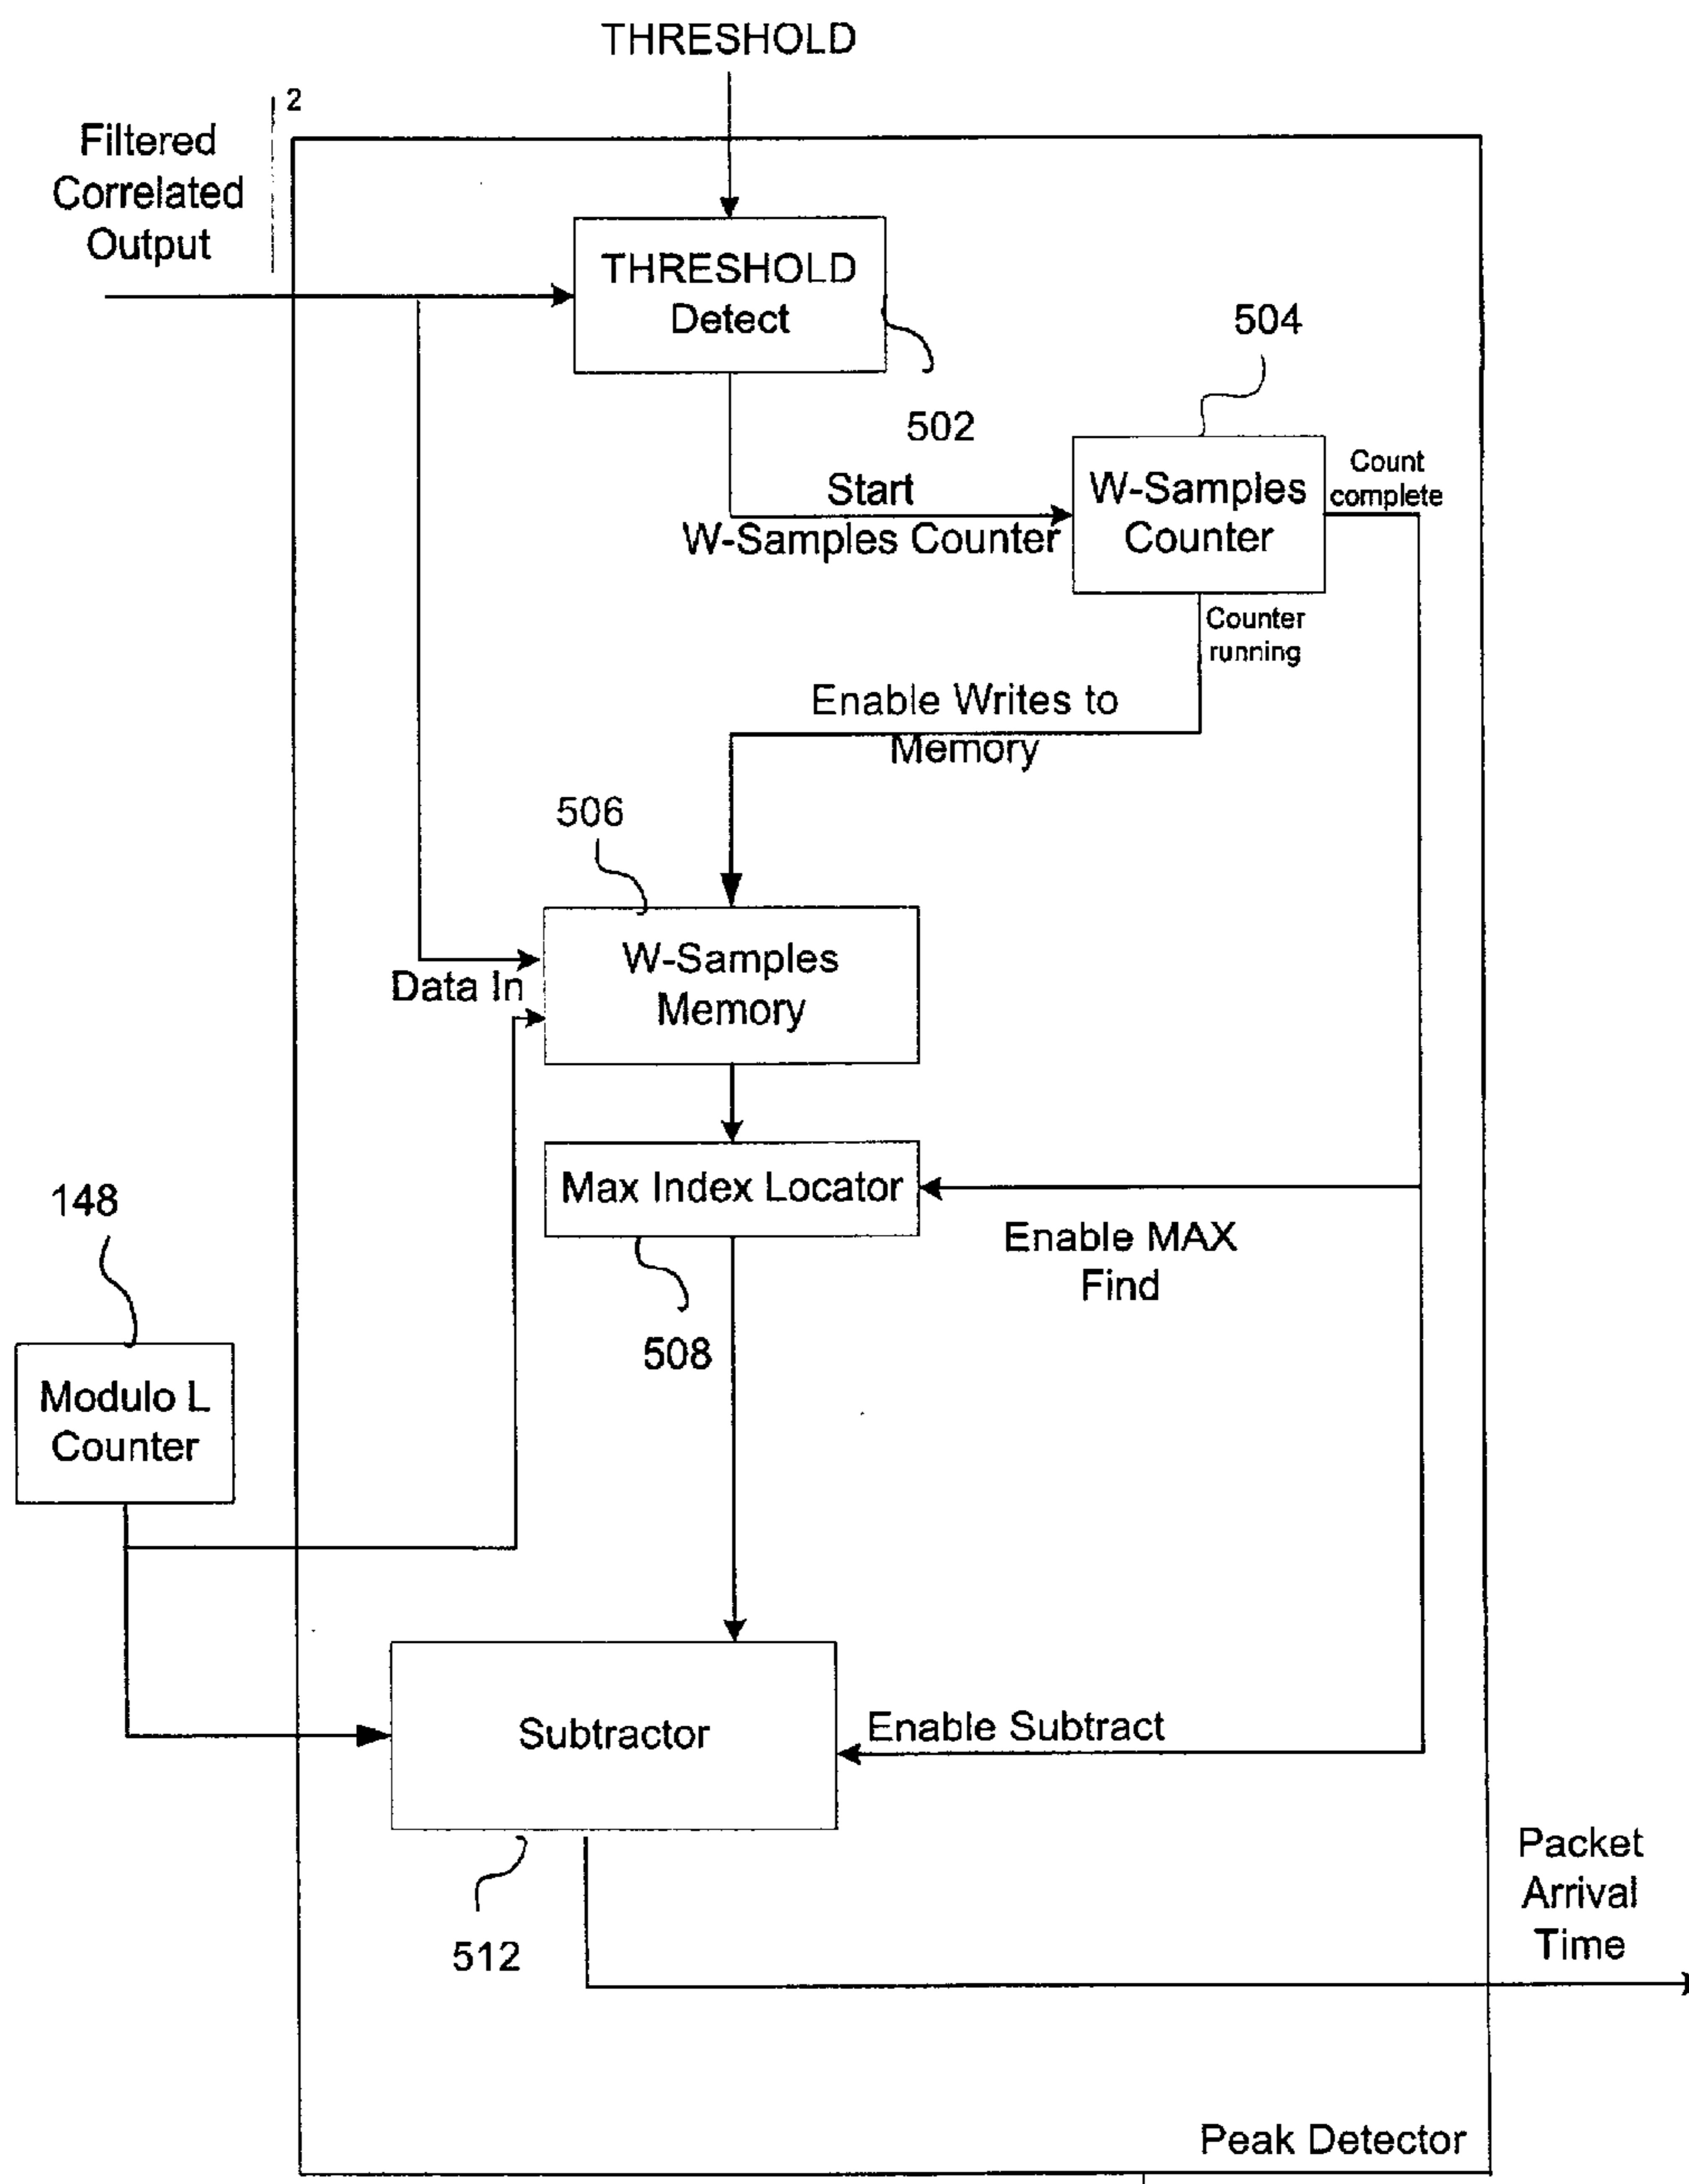 THRESHOLD
2
Filtered
Correlated
Output
THRESHOLD
Detect
502
504
Start
W-Samples Counter
W-Samples
Counter
Count
complete
Counter
running
Enable Writes to
Memory
506
W-Samples
Memory
Data In
Max Index Locator
148
Enable MAX
Find
508
Modulo L
Counter
Subtractor
Enable Subtract
512
Packet
Arrival
Time
Peak Detector